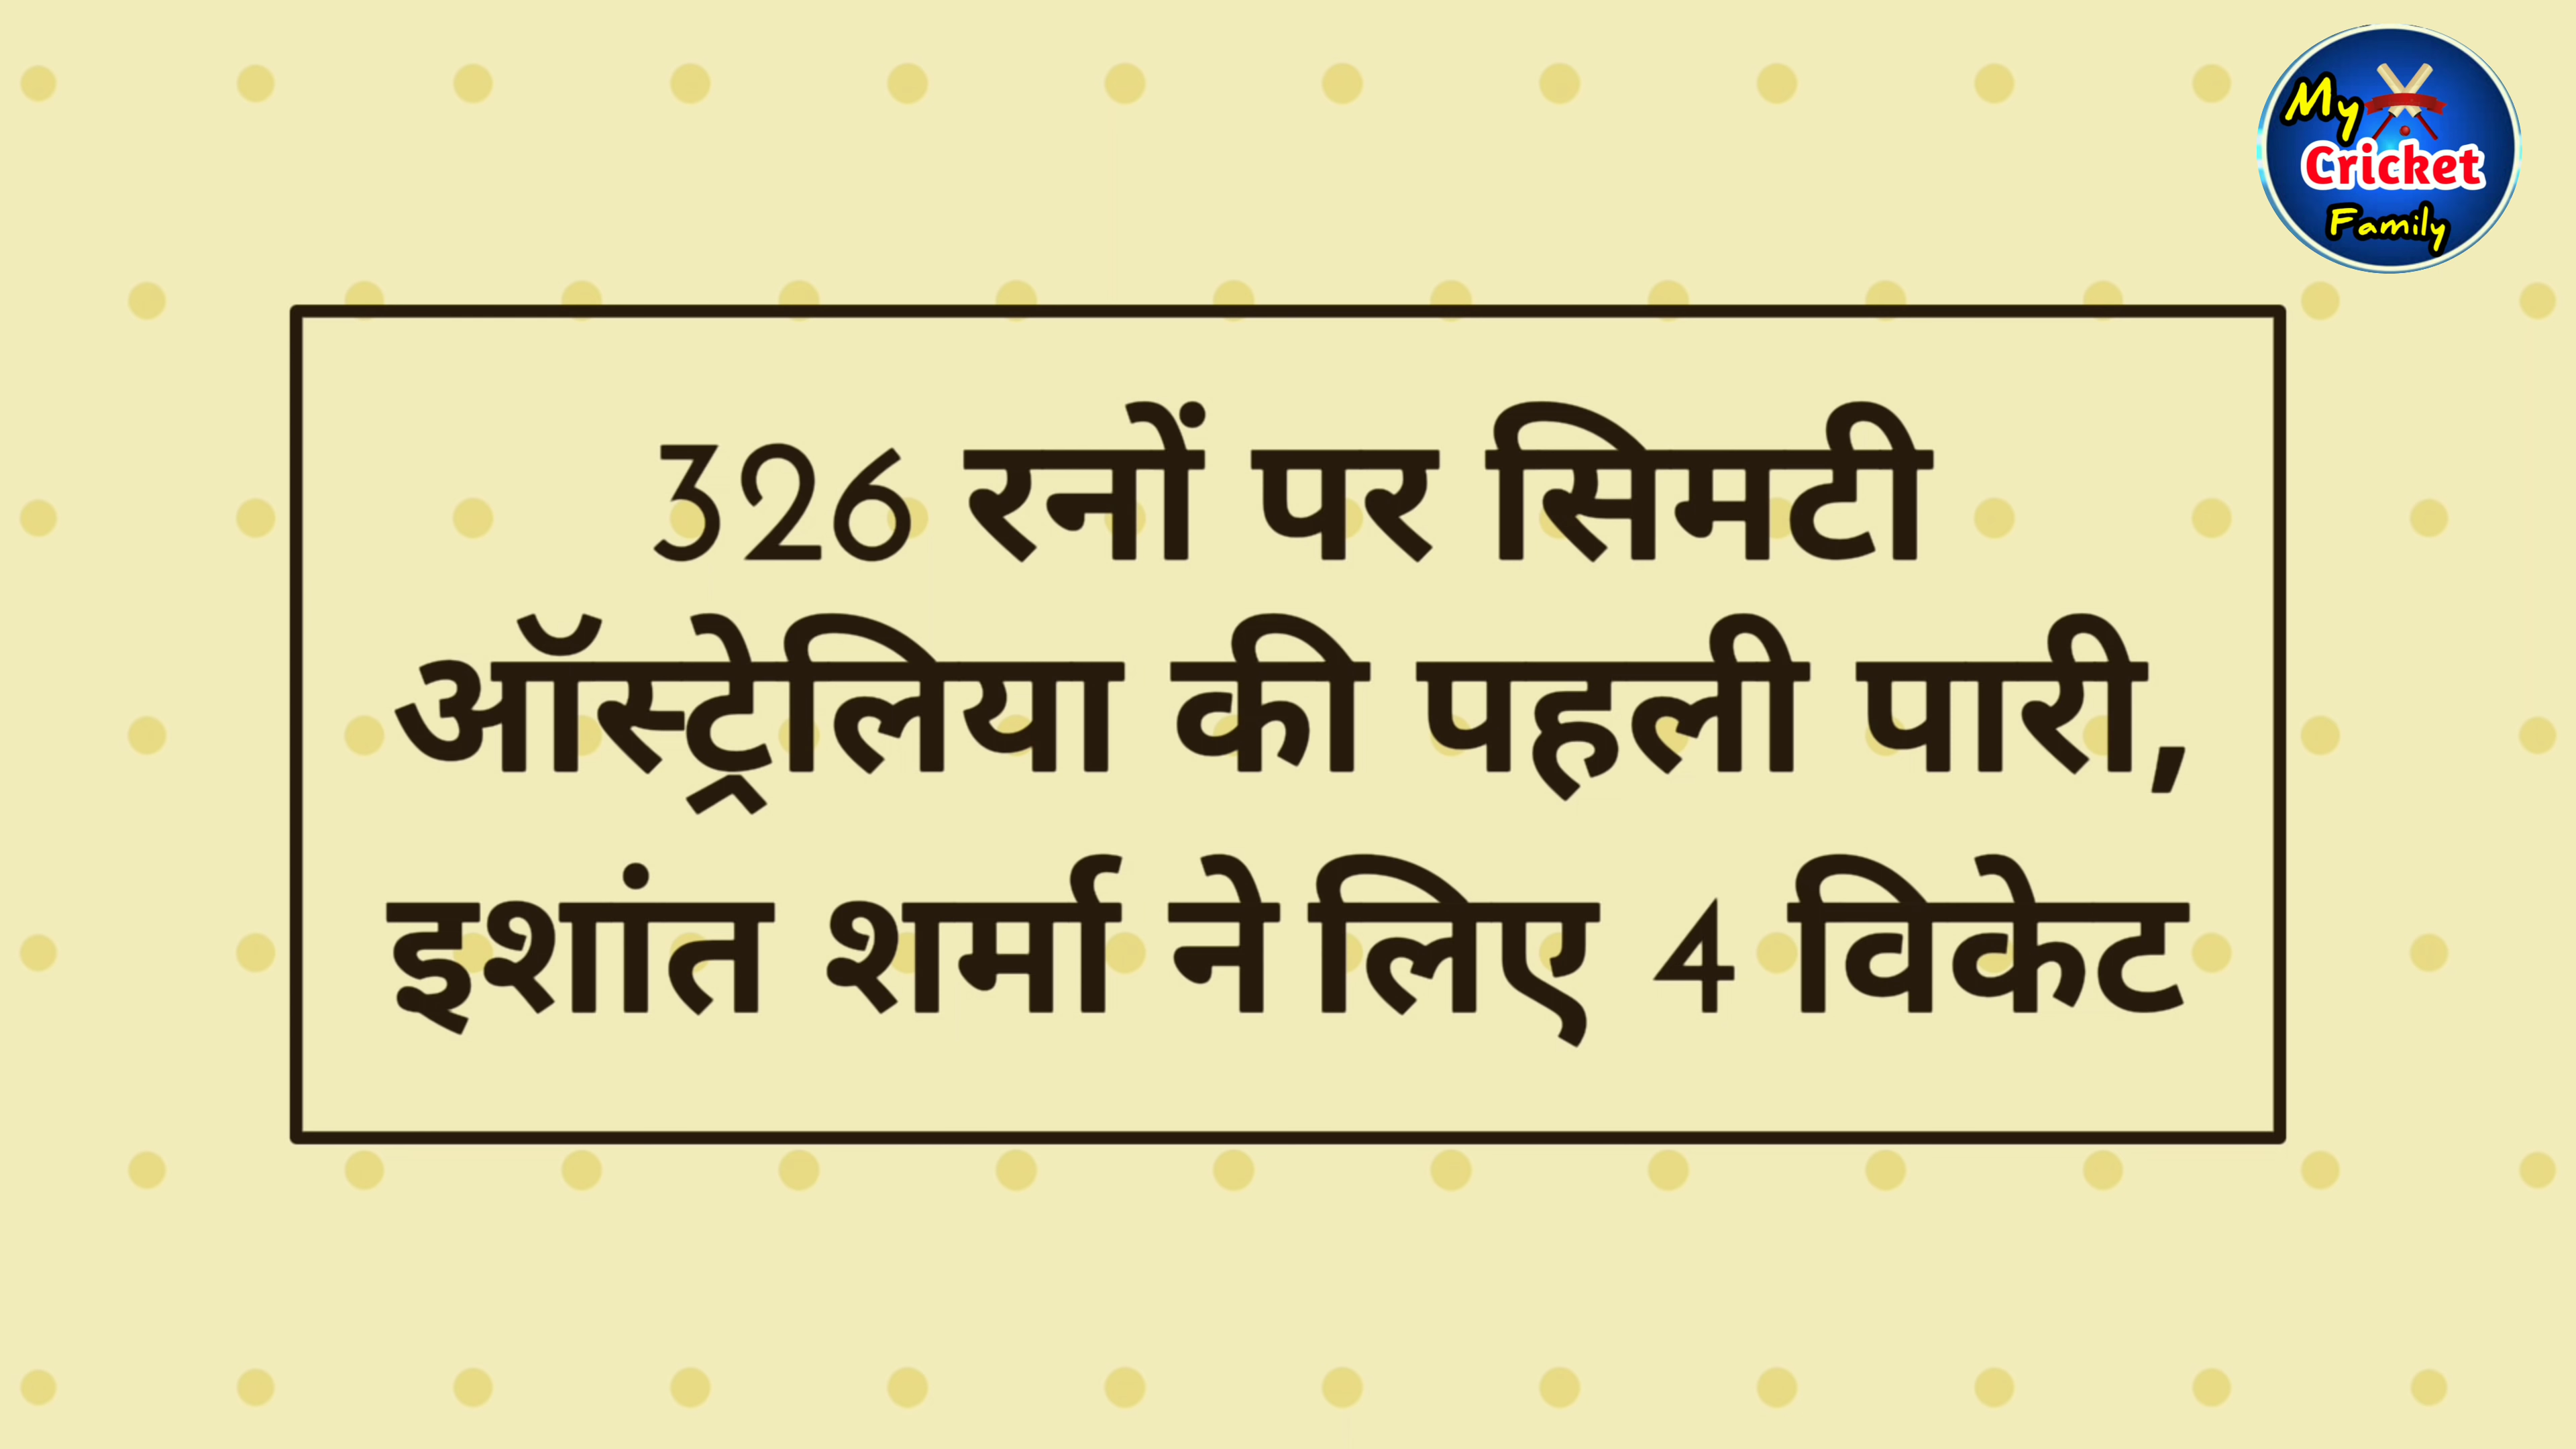 My
Cricket
Family
326 रनों पर सिमटी
ऑस्ट्रेलिया की पहली पारी,
इशांत शर्मा ने लिए 4 विकेट